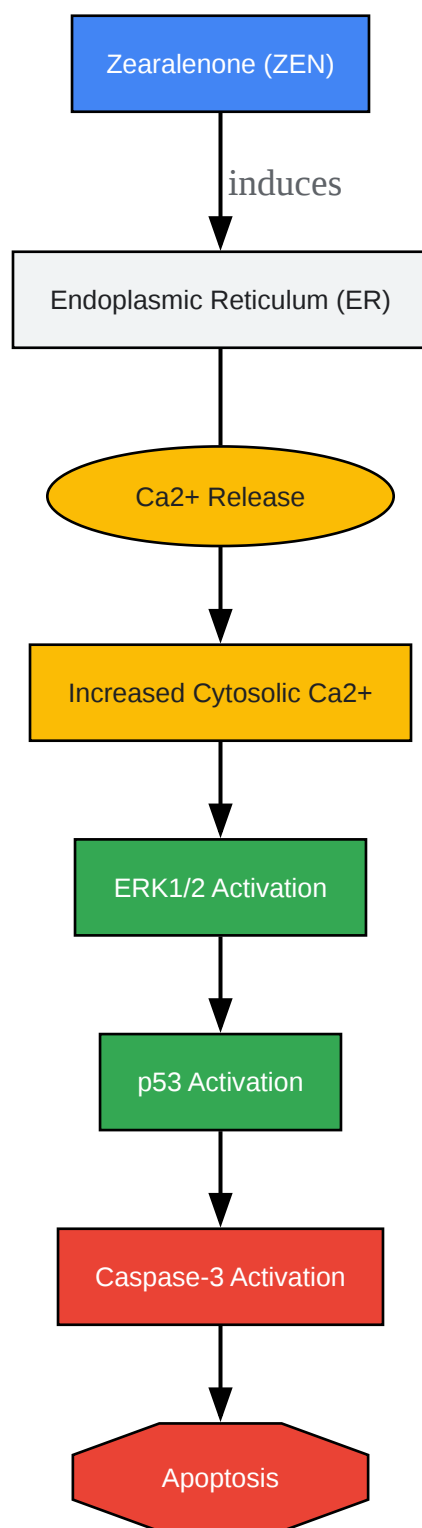 Zearalenone (ZEN)
induces
Endoplasmic Reticulum (ER)
Ca2+ Release
Increased Cytosolic Ca2+
ERK1/2 Activation
p53 Activation
Caspase-3 Activation
Apoptosis